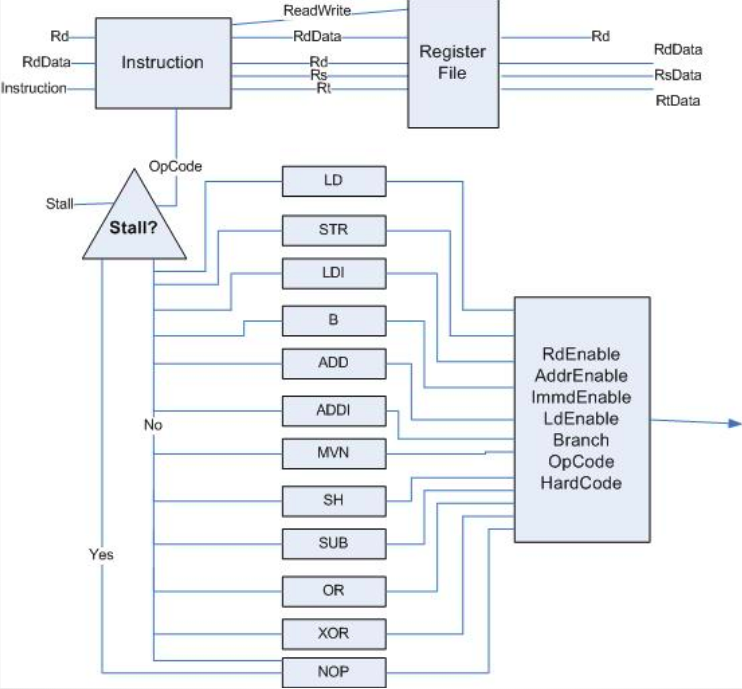 ReadWrite
Rd
RdData
Rd
RdData
Instruction
Rd
Register
File
RdData
RsData
Rs
Instruction
Rt
RtData
OpCode
Stall
Stall?
LD
STR
LDI
B
ADD
ADDI
No
MVN
SH
SUB
Yes
OR
XOR
NOP
RdEnable
AddrEnable
ImmdEnable
LdEnable
Branch
OpCode
HardCode